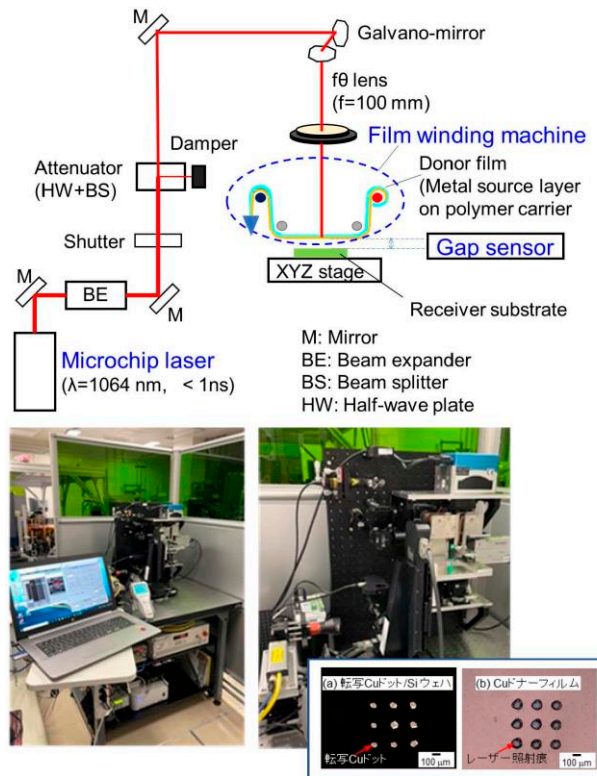 M
Galvano-mirror
fθ lens
(f=100 mm)
Damper
Film winding machine
Attenuator
(HW+BS)
Donor film
(Metal source layer
on polymer carrier
Shutter
Gap sensor
M
BE
M
XYZ stage
Receiver substrate
Microchip laser
(λ=1064 nm, < 1ns)
M: Mirror
BE: Beam expander
BS: Beam splitter
HW: Half-wave plate
(a) 転写Cuドット/Siウェハ
(b) Cuドナーフィルム
転写Cuドット
100 μm
レーザー照射痕
100 μm